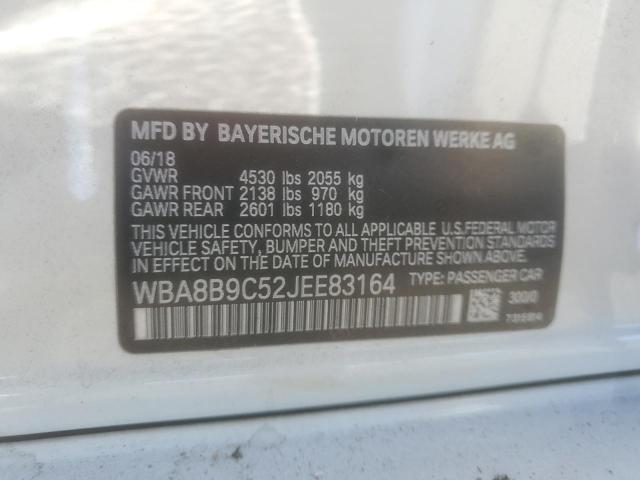 MFD BY BAYERISCHE MOTOREN WERKE AG
06/18
GVWR 4530 lbs 2055 kg
GAWR FRONT 2138 lbs 970 kg
GAWR REAR 2601 lbs 1180 kg
THIS VEHICLE CONFORMS TO ALL APPLICABLE U.S.FEDERAL MOTOR
VEHICLE SAFETY, BUMPER AND THEFT PREVENTION STANDARDS
IN EFFECT ON THE DATE OF MANUFACTURE SHOWN ABOVE.
WBA8B9C52JEE83164 TYPE: PASSENGER CAR
300/0